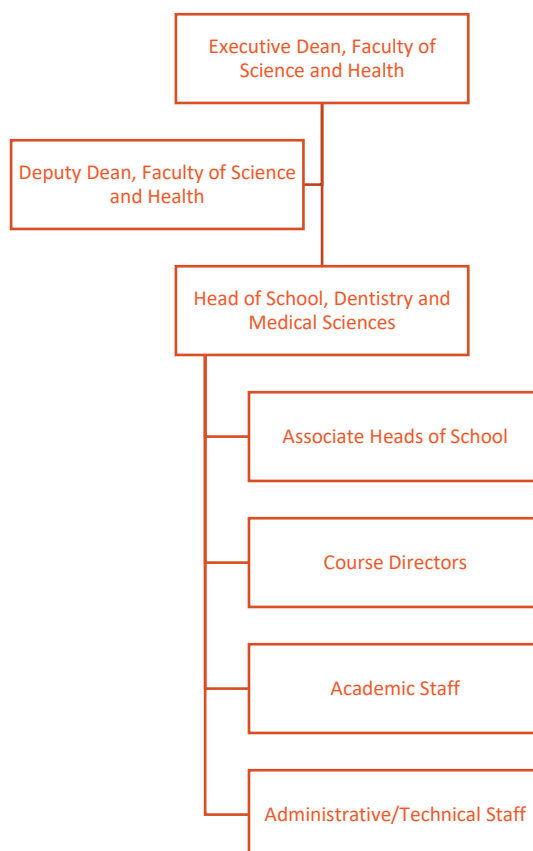 Executive Dean, Faculty of
Science and Health
Deputy Dean, Faculty of Science
and Health
Head of School, Dentistry and
Medical Sciences
Associate Heads of School
Course Directors
Academic Staff
Administrative/Technical Staff